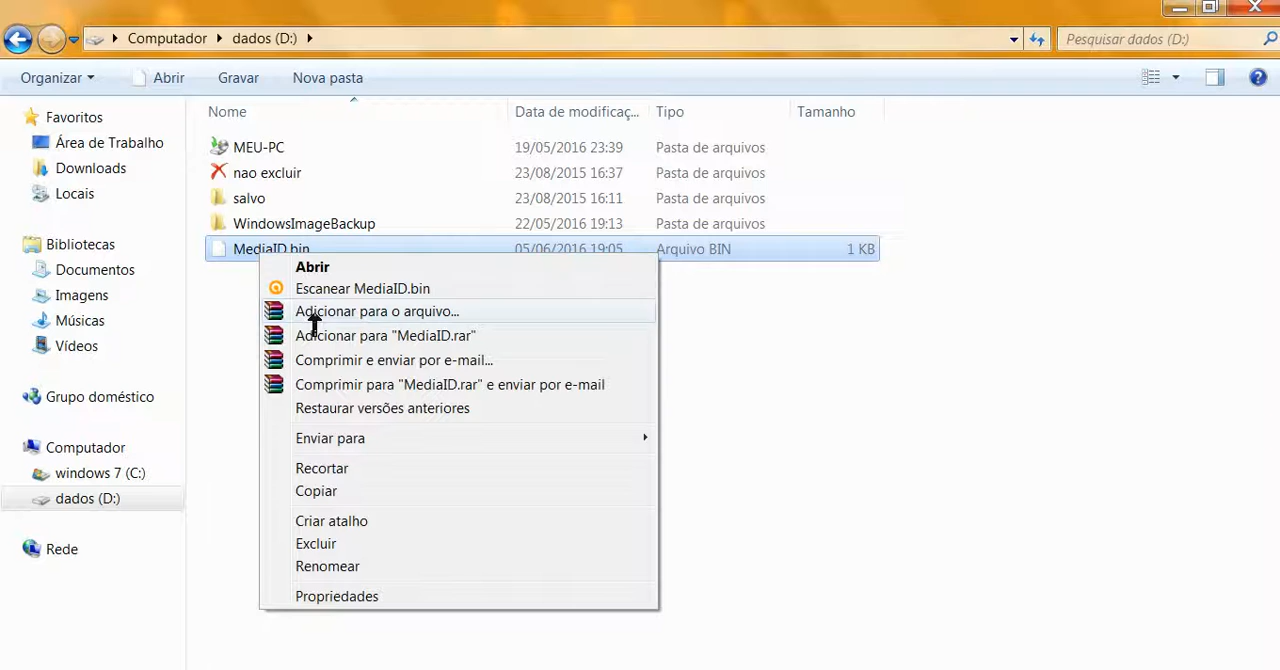 Computador dados (D:)
Pesquisar dados (D:)
Organizar Abrir Gravar Nova pasta
Favoritos
Área de Trabalho
Downloads
Locais
Bibliotecas
Documentos
Imagens
Músicas
Vídeos
Grupo doméstico
Computador
windows 7 (C:)
dados (D:)
Rede
Nome Data de modificaç... Tipo Tamanho
MEU-PC 19/05/2016 23:39 Pasta de arquivos
nao excluir 23/08/2015 16:37 Pasta de arquivos
salvo 23/08/2015 16:11 Pasta de arquivos
WindowsImageBackup 22/05/2016 19:13 Pasta de arquivos
MediaID.bin 05/06/2016 19:05 Arquivo BIN 1 KB
Abrir
Escanear MediaID.bin
Adicionar para o arquivo...
Adicionar para "MediaID.rar"
Comprimir e enviar por e-mail...
Comprimir para "MediaID.rar" e enviar por e-mail
Restaurar versões anteriores
Enviar para
Recortar
Copiar
Criar atalho
Excluir
Renomear
Propriedades